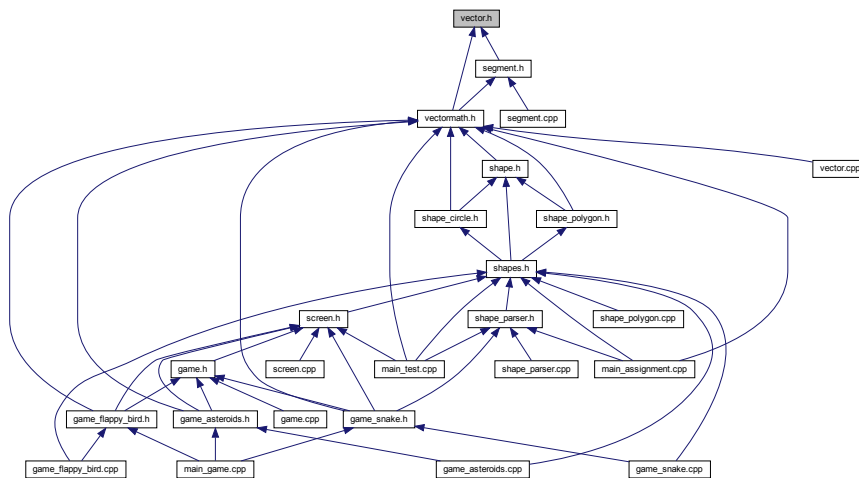 vector.h
segment.h
vectormath.h
segment.cpp
shape.h
vector.cpp
shape_circle.h
shape_polygon.h
shapes.h
screen.h
shape_parser.h
shape_polygon.cpp
game.h
screen.cpp
main_test.cpp
shape_parser.cpp
main_assignment.cpp
game_flappy_bird.h
game_asteroids.h
game.cpp
game_snake.h
game_flappy_bird.cpp
main_game.cpp
game_asteroids.cpp
game_snake.cpp